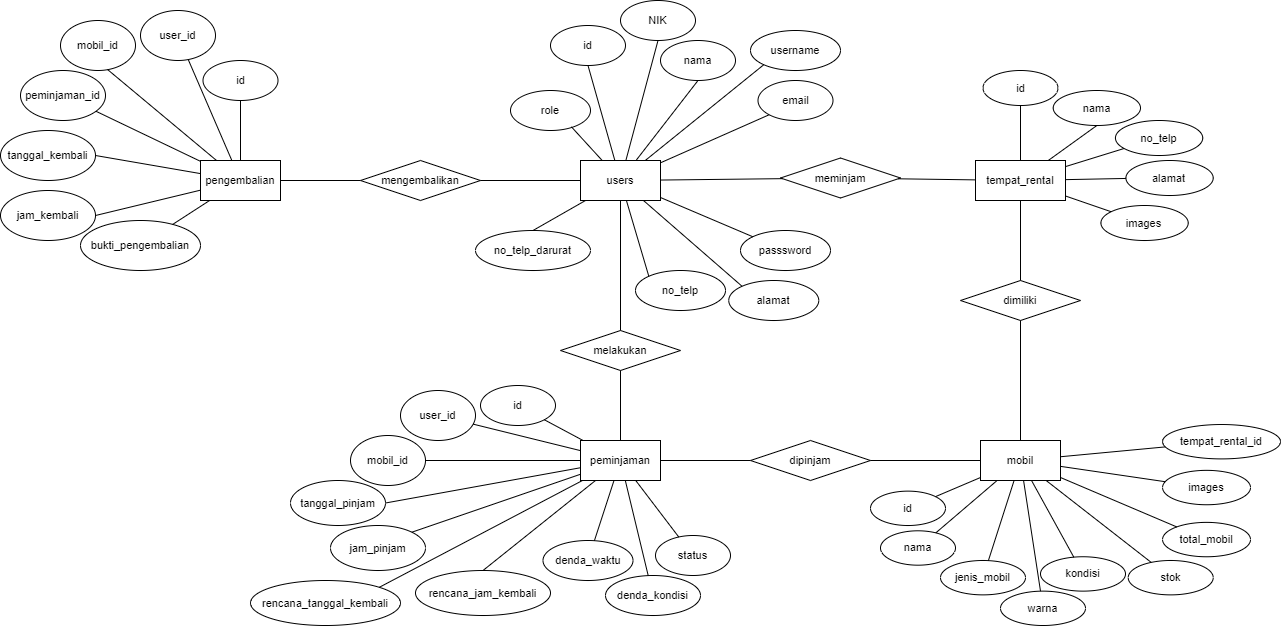 NIK
user_id
mobil_id
id
username
nama
id
id
peminjaman_id
email
nama
role
no_telp
tanggal_kembali
pengembalian
mengembalikan
users
meminjam
tempat_rental
alamat
jam_kembali
images
bukti_pengembalian
no_telp_darurat
passsword
no_telp
alamat
dimiliki
melakukan
id
user_id
tempat_rental_id
mobil_id
peminjaman
dipinjam
mobil
images
tanggal_pinjam
id
total_mobil
jam_pinjam
nama
status
denda_waktu
kondisi
jenis_mobil
stok
rencana_jam_kembali
denda_kondisi
rencana_tanggal_kembali
warna